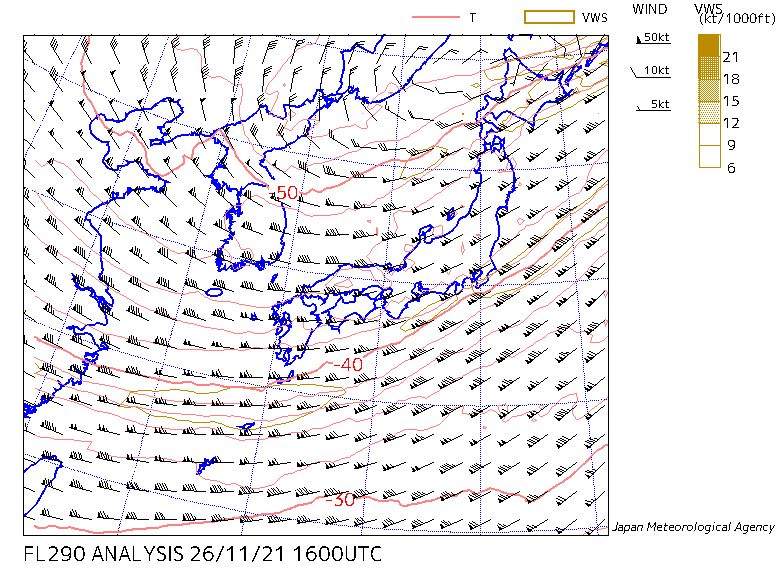 T VWS
WIND VWS
(kt/1000ft)
50kt
10kt
5kt
21
18
15
12
9
6
50
-40
-30
Japan Meteorological Agency
FL290 ANALYSIS 26/11/21 1600UTC